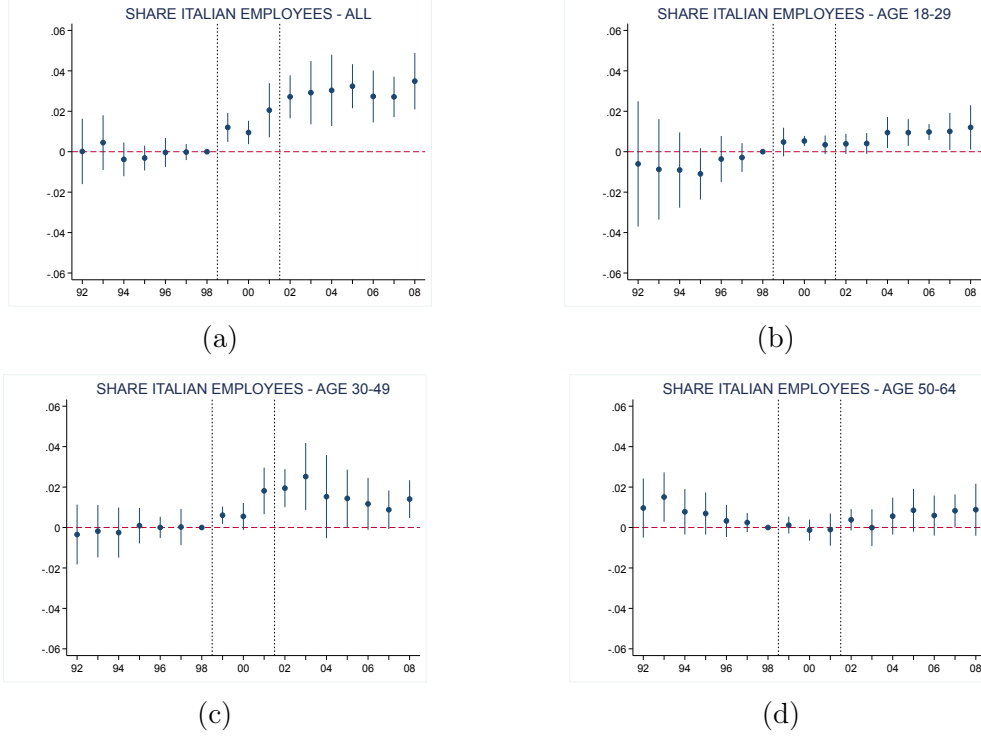 SHARE ITALIAN EMPLOYEES - ALL
.06
.04
.02
0
-.02
-.04
-.06
92 94 96 98 00 02 04 06 08
(a)
SHARE ITALIAN EMPLOYEES - AGE 18-29
.06
.04
.02
0
-.02
-.04
-.06
92 94 96 98 00 02 04 06 08
(b)
SHARE ITALIAN EMPLOYEES - AGE 30-49
.06
.04
.02
0
-.02
-.04
-.06
92 94 96 98 00 02 04 06 08
(c)
SHARE ITALIAN EMPLOYEES - AGE 50-64
.06
.04
.02
0
-.02
-.04
-.06
92 94 96 98 00 02 04 06 08
(d)